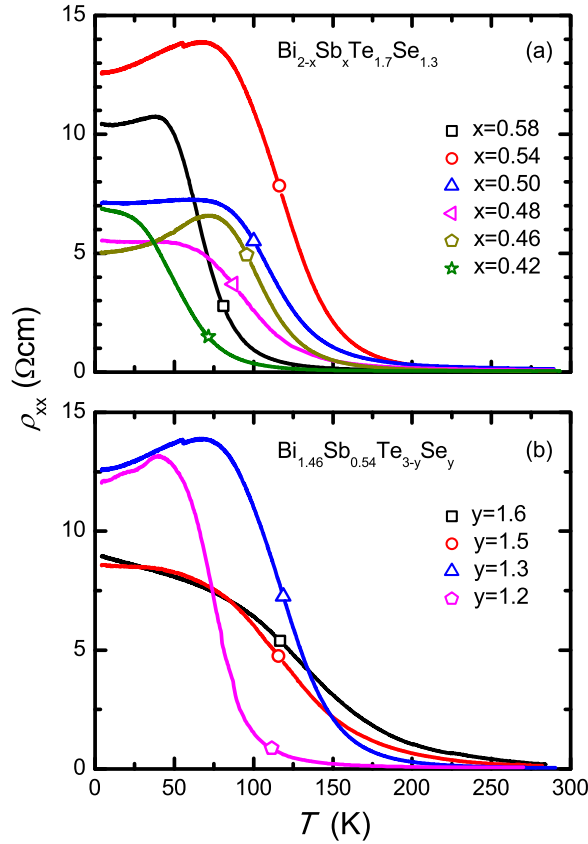 15
Bi2-xSbxTe1.7Se1.3
(a)
x=0.58
10
x=0.54
x=0.50
x=0.48
5
x=0.46
x=0.42
0
ρxx (Ωcm)
15
Bi1.46Sb0.54Te3-ySey
(b)
y=1.6
10
y=1.5
y=1.3
y=1.2
5
0
0 50 100 150 200 250 300
T (K)